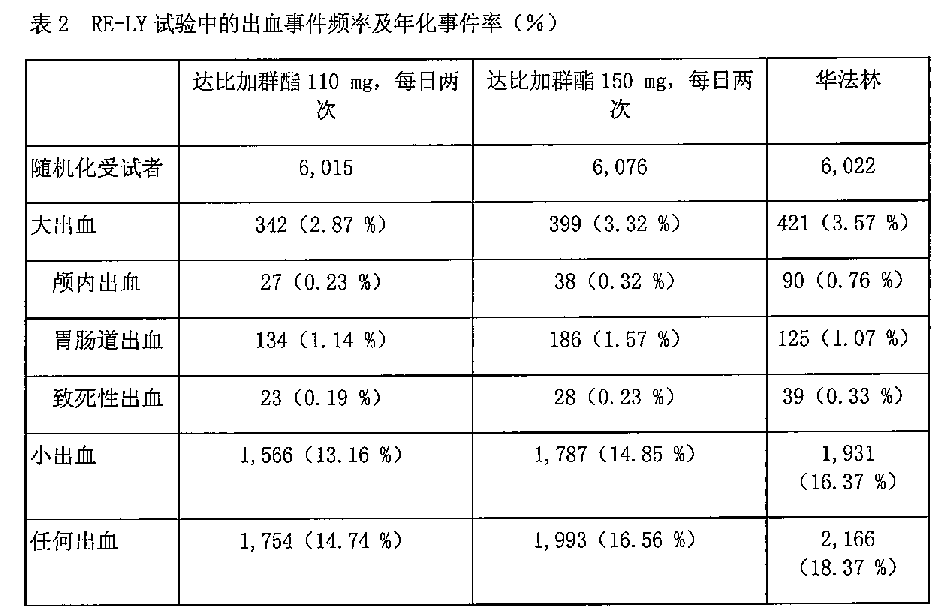 表2 RE-LY 试验中的出血事件频率及年化事件率（%）
达比加群酯 110 mg，每日两次 达比加群酯 150 mg，每日两次 华法林
随机化受试者 6,015 6,076 6,022
大出血 342（2.87 %） 399（3.32 %） 421（3.57 %）
颅内出血 27（0.23 %） 38（0.32 %） 90（0.76 %）
胃肠道出血 134（1.14 %） 186（1.57 %） 125（1.07 %）
致死性出血 23（0.19 %） 28（0.23 %） 39（0.33 %）
小出血 1,566（13.16 %） 1,787（14.85 %） 1,931（16.37 %）
任何出血 1,754（14.74 %） 1,993（16.56 %） 2,166（18.37 %）